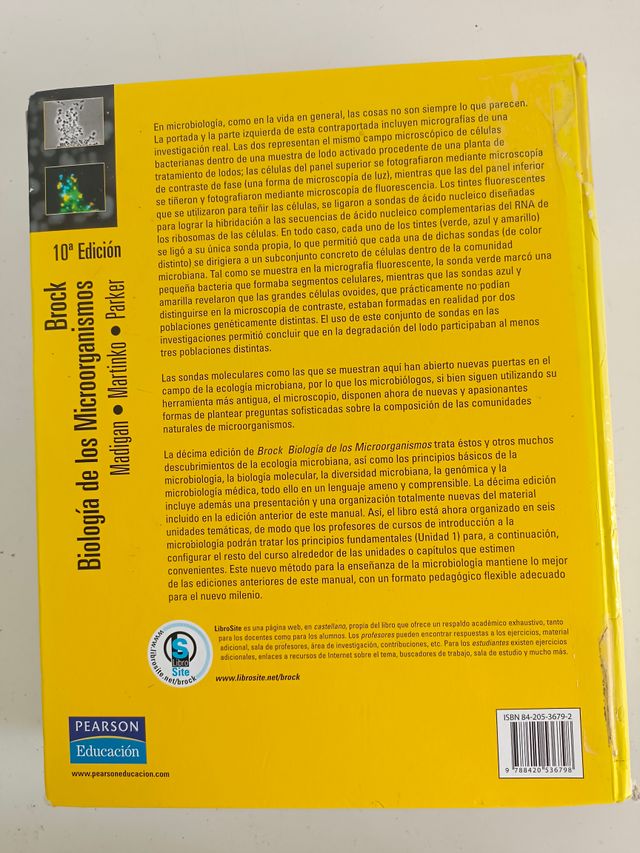 10ª Edición
Brock
Biología de los Microorganismos
Madigan • Martinko • Parker
En microbiología, como en la vida en general, las cosas no son siempre lo que parecen.
La portada y la parte izquierda de esta contraportada incluyen micrografías de una
investigación real. Las dos representan el mismo campo microscópico de células
bacterianas dentro de una muestra de lodo activado procedente de una planta de
tratamiento de lodos; las células del panel superior se fotografiaron mediante microscopía
de contraste de fase (una forma de microscopía de luz), mientras que las del panel inferior
se tiñeron y fotografiaron mediante microscopía de fluorescencia. Los tintes fluorescentes
que se utilizaron para teñir las células, se ligaron a sondas de ácido nucleico diseñadas
para lograr la hibridación a las secuencias de ácido nucleico complementarias del RNA de
los ribosomas de las células. En todo caso, cada uno de los tintes (verde, azul y amarillo)
se ligó a su única sonda propia, lo que permitió que cada una de dichas sondas (de color
distinto) se dirigiera a un subconjunto concreto de células dentro de la comunidad
microbiana. Tal como se muestra en la micrografía fluorescente, la sonda verde marcó una
pequeña bacteria que formaba segmentos celulares, mientras que las sondas azul y
amarilla revelaron que las grandes células ovoides, que prácticamente no podían
distinguirse en la microscopía de contraste, estaban formadas en realidad por dos
poblaciones genéticamente distintas. El uso de este conjunto de sondas en las
investigaciones permitió concluir que en la degradación del lodo participaban al menos
tres poblaciones distintas.
Las sondas moleculares como las que se muestran aquí han abierto nuevas puertas en el
campo de la ecología microbiana, por lo que los microbiólogos, si bien siguen utilizando su
herramienta más antigua, el microscopio, disponen ahora de nuevas y apasionantes
formas de plantear preguntas sofisticadas sobre la composición de las comunidades
naturales de microorganismos.
La décima edición de Brock Biología de los Microorganismos trata éstos y otros muchos
descubrimientos de la ecología microbiana, así como los principios básicos de la
microbiología, la biología molecular, la diversidad microbiana, la genómica y la
microbiología médica, todo ello en un lenguaje ameno y comprensible. La décima edición
incluye además una presentación y una organización totalmente nuevas del material
incluido en la edición anterior de este manual. Así, el libro está ahora organizado en seis
unidades temáticas, de modo que los profesores de cursos de introducción a la
microbiología podrán tratar los principios fundamentales (Unidad 1) para, a continuación,
configurar el resto del curso alrededor de las unidades o capítulos que estimen
convenientes. Este nuevo método para la enseñanza de la microbiología mantiene lo mejor
de las ediciones anteriores de este manual, con un formato pedagógico flexible adecuado
para el nuevo milenio.
www.librosite.net/brock
LS
Libro
Site
LibroSite es una página web, en castellano, propia del libro que ofrece un respaldo académico exhaustivo, tanto
para los docentes como para los alumnos. Los profesores pueden encontrar respuestas a los ejercicios, material
adicional, sala de profesores, área de investigación, contribuciones, etc. Para los estudiantes existen ejercicios
adicionales, enlaces a recursos de Internet sobre el tema, buscadores de trabajo, sala de estudio y mucho más.
www.librosite.net/brock
PEARSON
Educación
www.pearsoneducacion.com
ISBN 84-205-3679-2
9 788420 536798